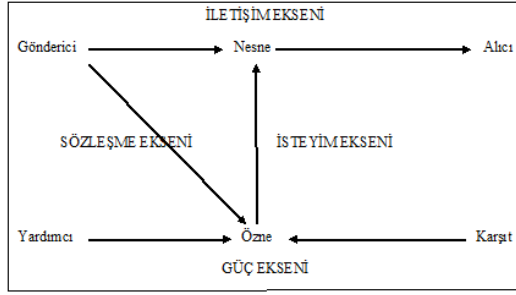 İLETİŞİM EKSENİ
Gönderici Nesne Alıcı
SÖZLEŞME EKSENİ İSTEYİM EKSENİ
Yardımcı Özne Karşıt
GÜÇ EKSENİ